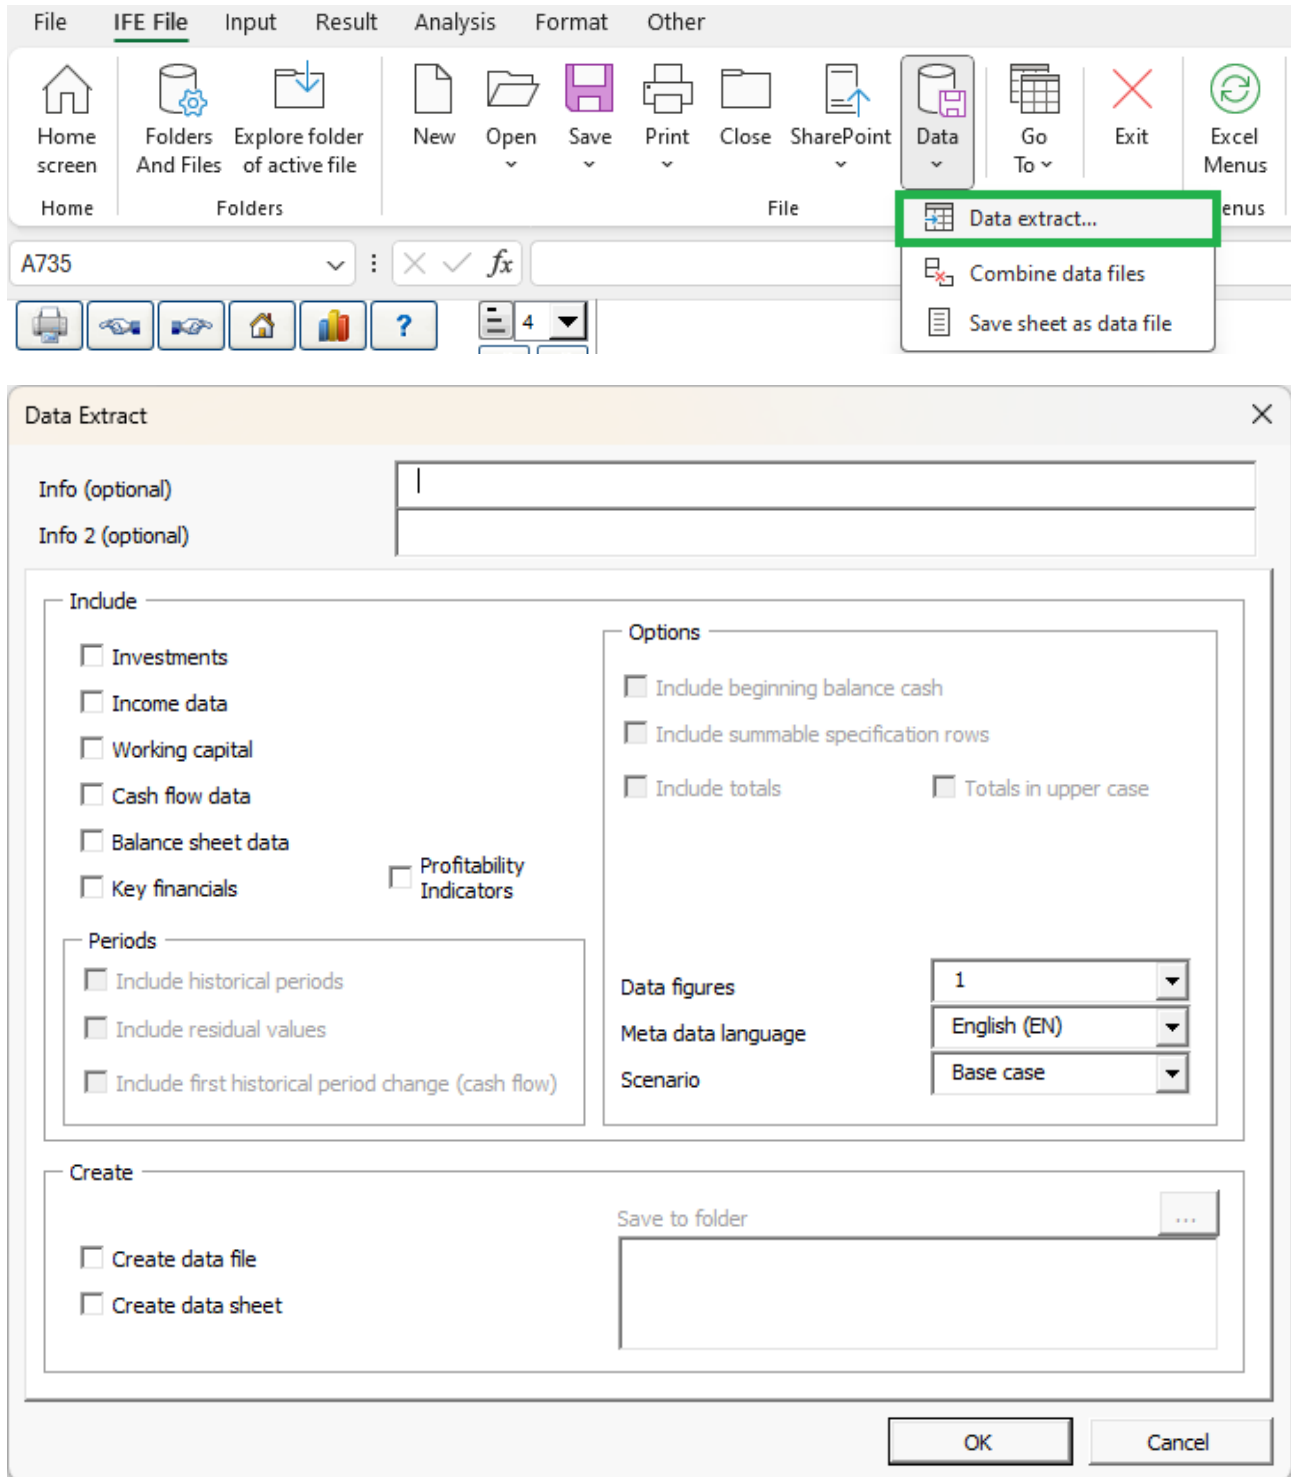 File IFE File Input Result Analysis Format Other
Home screen
Folders And Files
Explore folder of active file
New
Open
Save
Print
Close
SharePoint
Data
Go To
Exit
Excel Menus
Home Folders File enus
Data extract...
A735
fx
Combine data files
? 4
Save sheet as data file
Data Extract
Info (optional)
Info 2 (optional)
Include
Investments
Income data
Working capital
Cash flow data
Balance sheet data
Key financials
Profitability
Indicators
Periods
Include historical periods
Include residual values
Include first historical period change (cash flow)
Options
Include beginning balance cash
Include summable specification rows
Include totals Totals in upper case
Data figures 1
Meta data language English (EN)
Scenario Base case
Create
Create data file
Create data sheet
Save to folder ...
OK Cancel